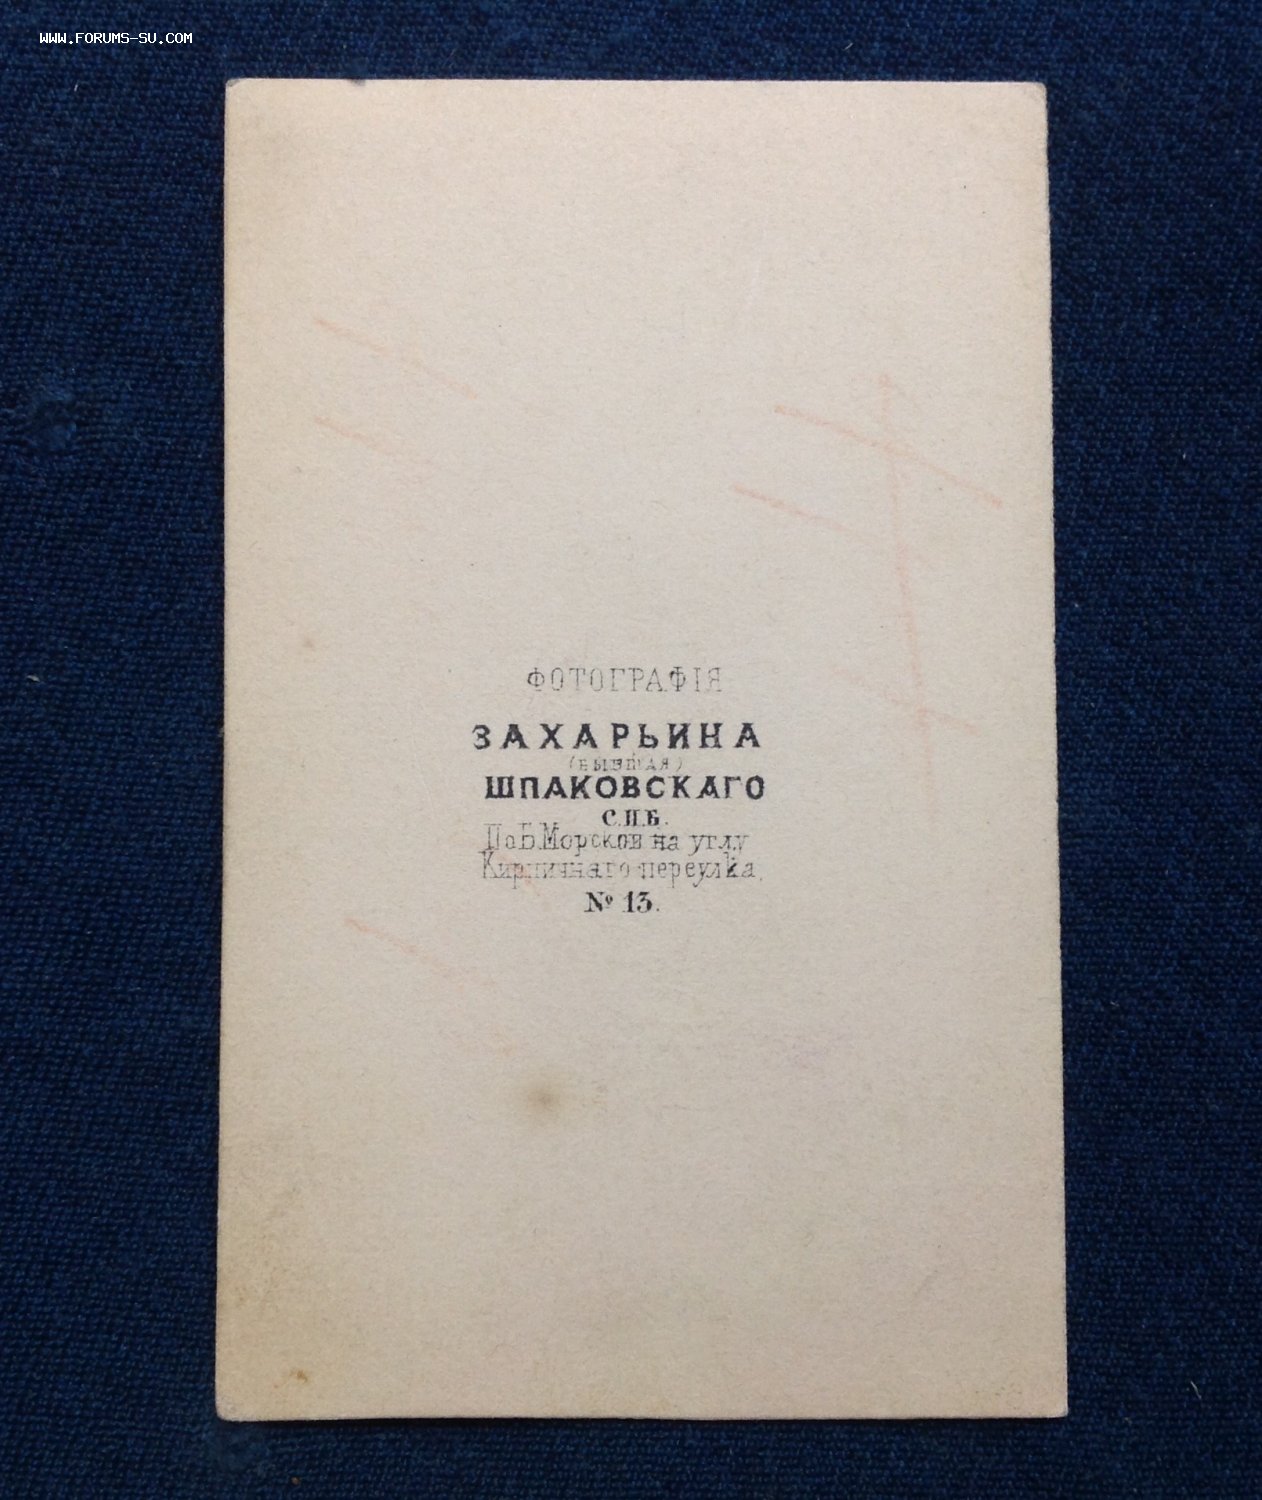 WWW.FORUMS-SU.COM
ФОТОГРАФІЯ
ЗАХАРЬИНА
(БЫВШАЯ)
ШПАКОВСКАГО
С.П.Б.
По Б. Морской на углу
Кирпичнаго переулка,
№ 13.